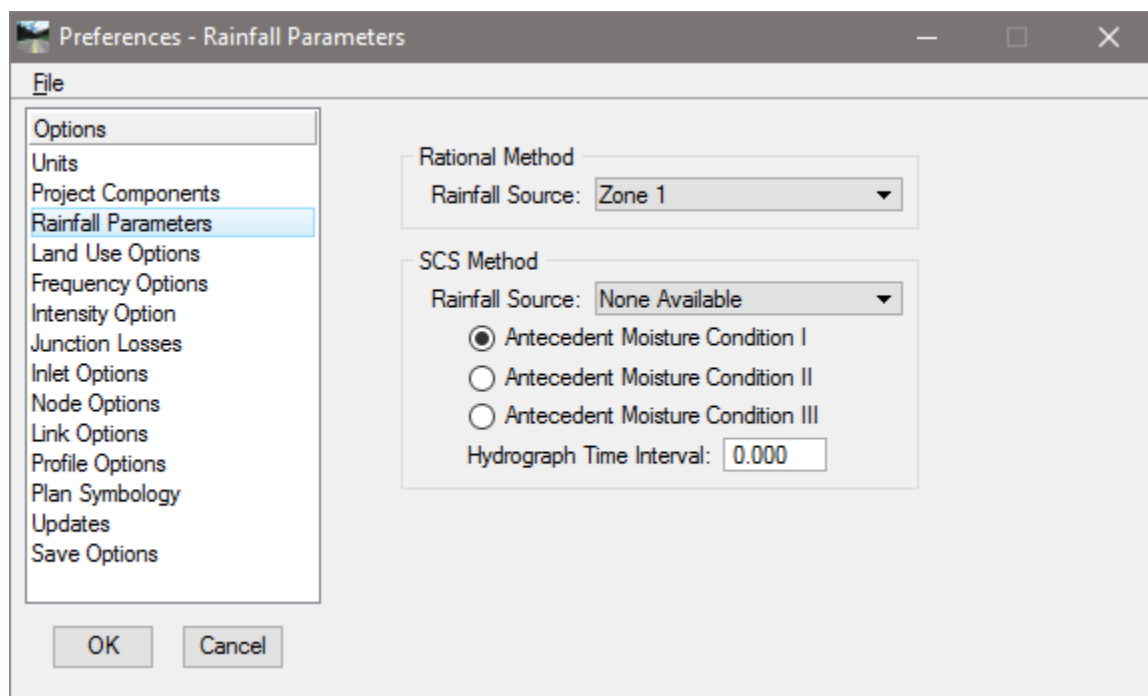 Preferences - Rainfall Parameters
File
Options
Units
Project Components
Rainfall Parameters
Land Use Options
Frequency Options
Intensity Option
Junction Losses
Inlet Options
Node Options
Link Options
Profile Options
Plan Symbology
Updates
Save Options
Rational Method
Rainfall Source: Zone 1
SCS Method
Rainfall Source: None Available
Antecedent Moisture Condition I
Antecedent Moisture Condition II
Antecedent Moisture Condition III
Hydrograph Time Interval: 0.000
OK Cancel